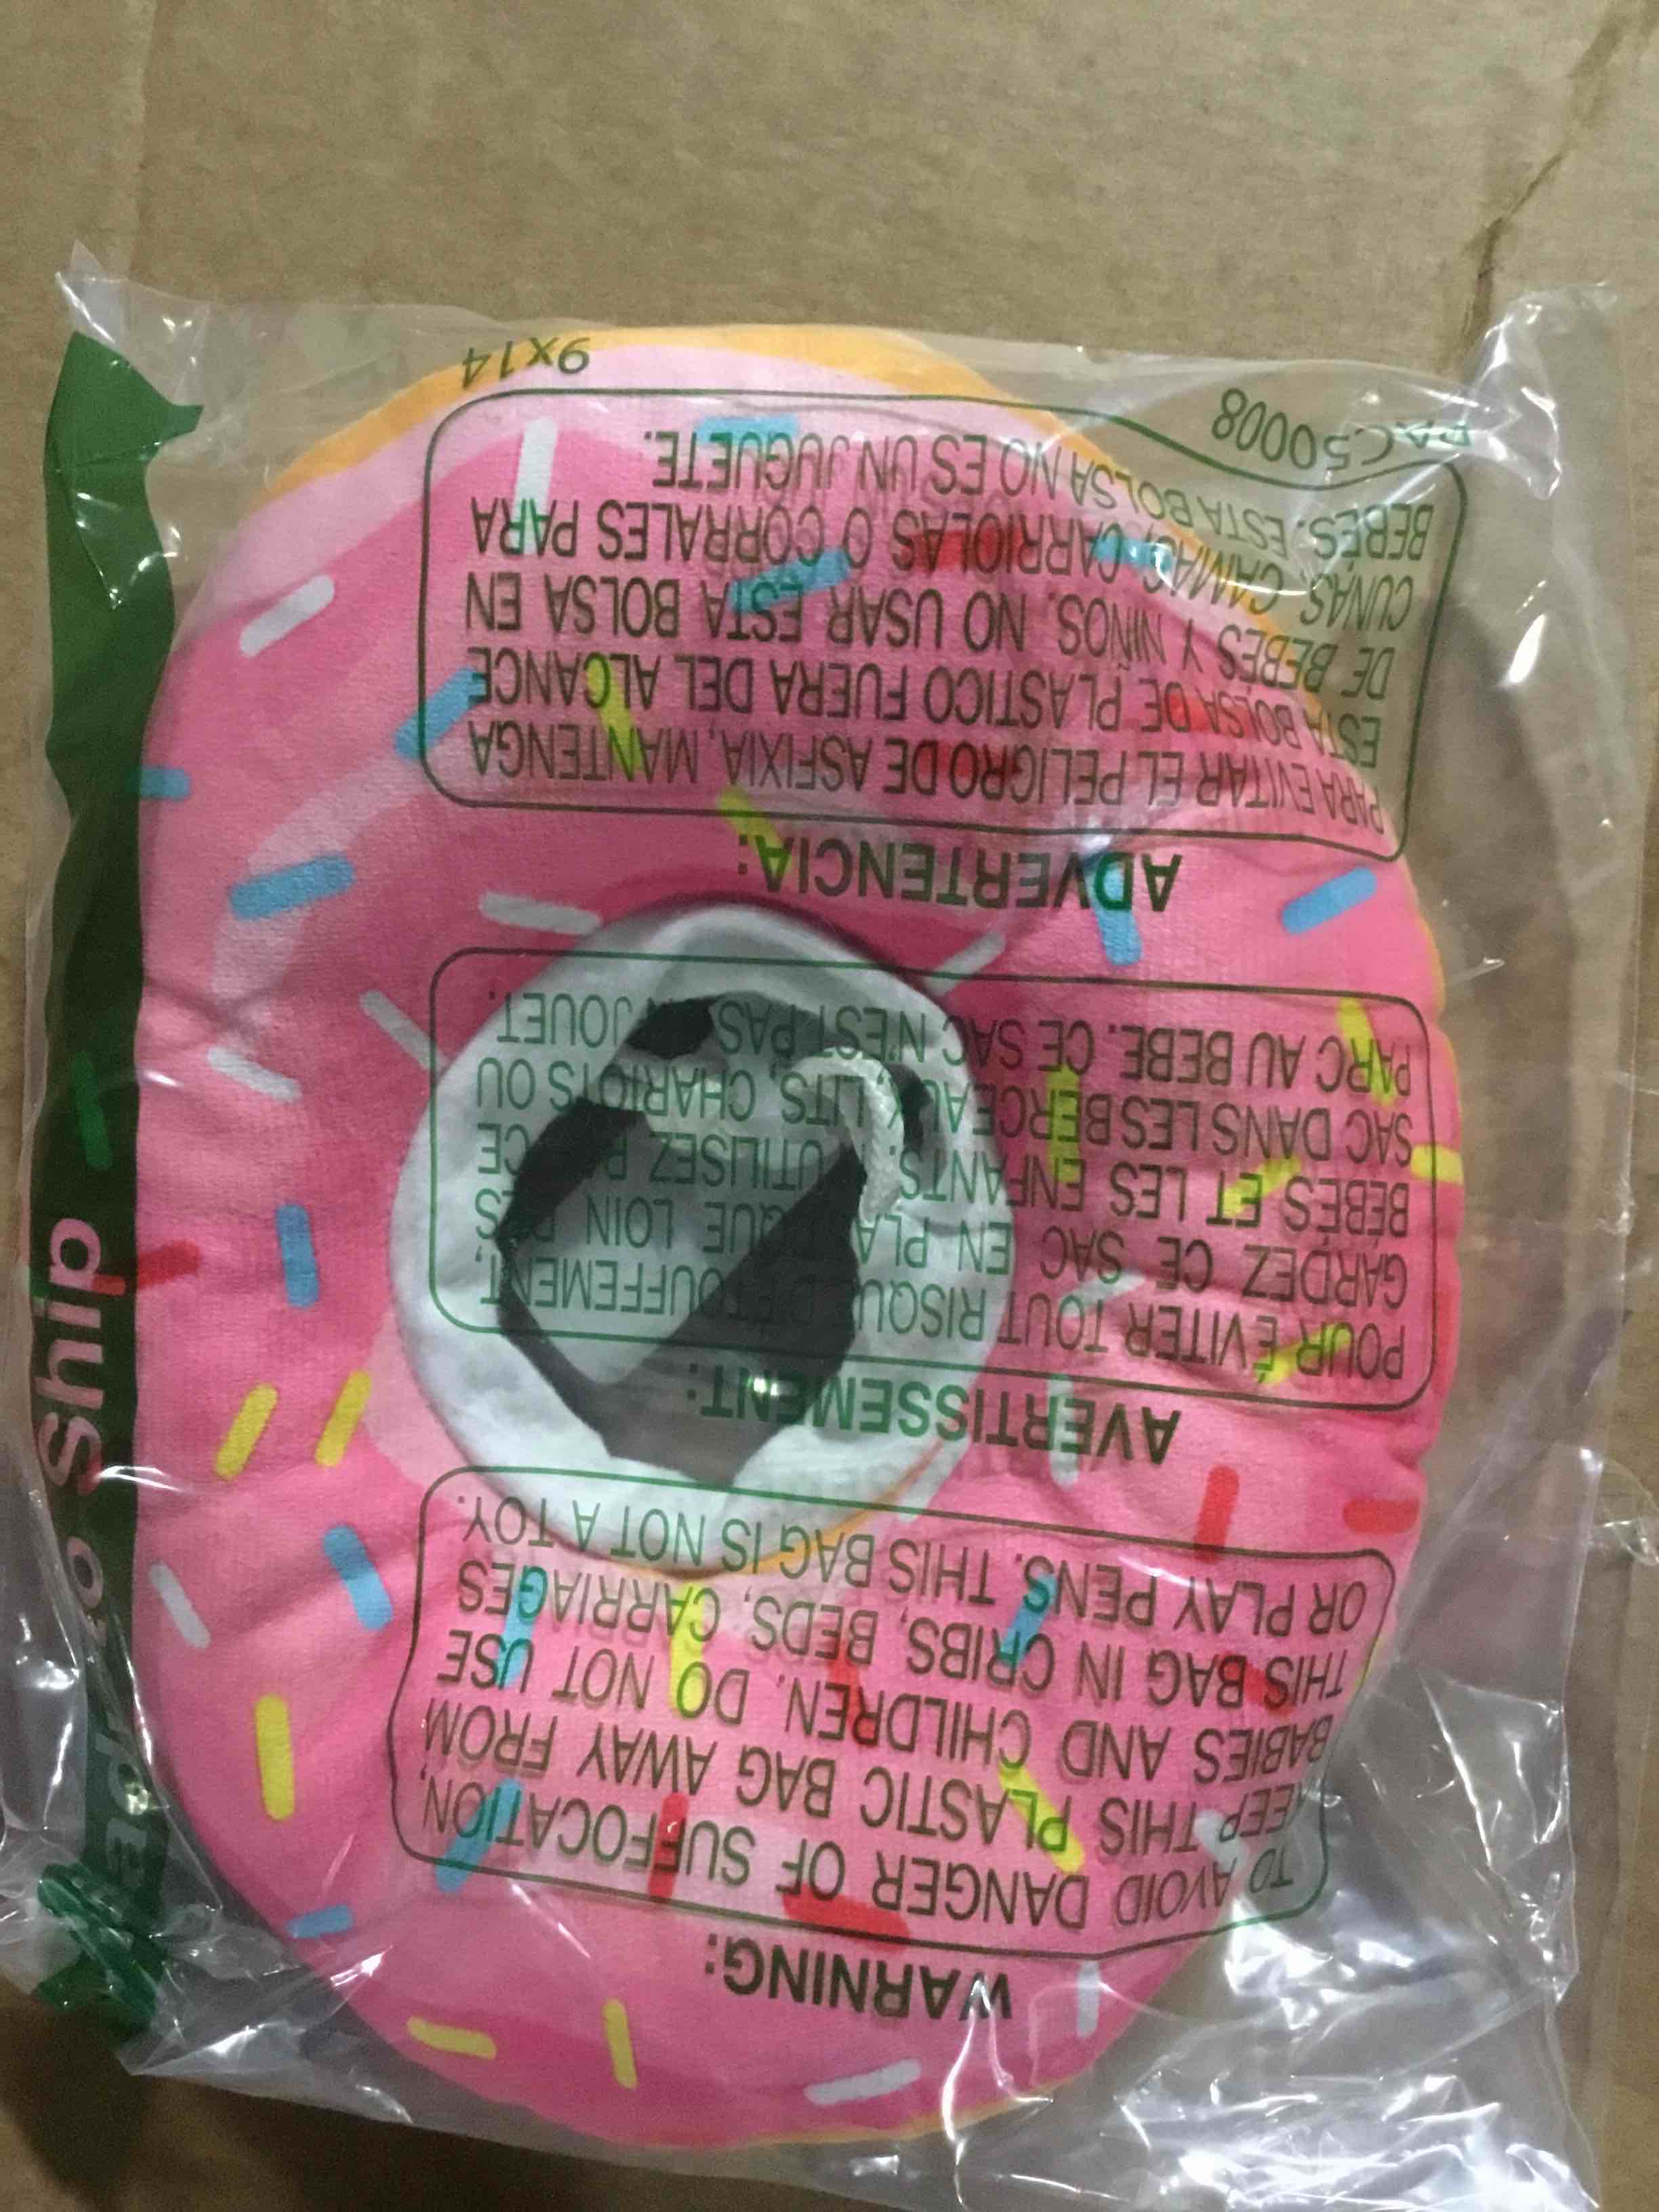 WARNING:
TO AVOID DANGER OF SUFFOCATION,
KEEP THIS PLASTIC BAG AWAY FROM
BABIES AND CHILDREN. DO NOT USE
THIS BAG IN CRIBS, BEDS, CARRIAGES
OR PLAY PENS. THIS BAG IS NOT A TOY.
AVERTISSEMENT:
POUR ÉVITER TOUT RISQUE D'ÉTOUFFEMENT,
GARDEZ CE SAC EN PLASTIQUE LOIN DES
BÉBÉS ET LES ENFANTS. UTILISEZ PAS CE
SAC DANS LES BERCEAUX, LITS, CHARIOTS OU
PARC AU BEBE. CE SAC N'EST PAS UN JOUET.
ADVERTENCIA:
PARA EVITAR EL PELIGRO DE ASFIXIA, MANTENGA
ESTA BOLSA DE PLASTICO FUERA DEL ALCANCE
DE BEBES Y NIÑOS. NO USAR ESTA BOLSA EN
CUNAS, CAMAS, CARRIOLAS O CORRALES PARA
BEBES. ESTA BOLSA NO ES UN JUGUETE.
PAC50008
9x14
to Ship